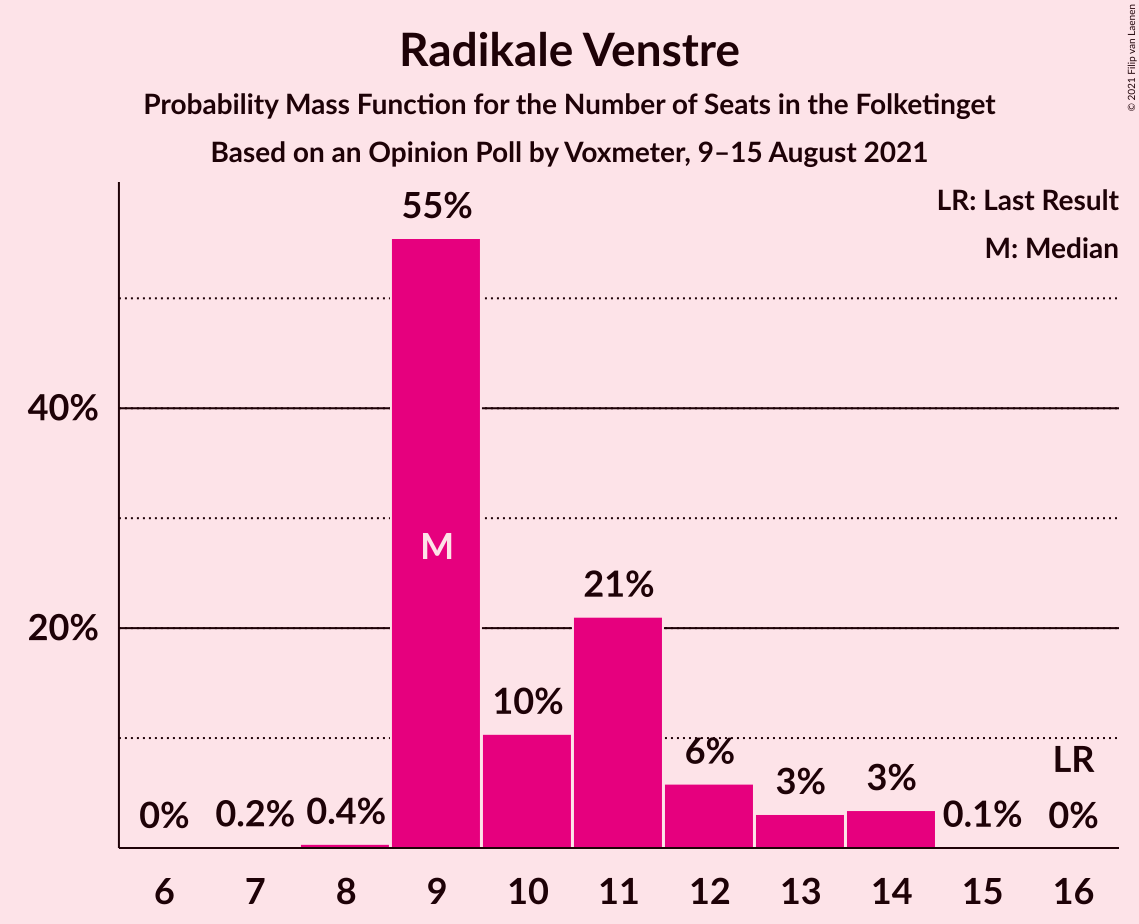 Radikale Venstre
Probability Mass Function for the Number of Seats in the Folketinget
Based on an Opinion Poll by Voxmeter, 9–15 August 2021
© 2021 Filip van Laenen
LR: Last Result
M: Median
55%
40%
M
21%
20%
10%
6%
LR
3%
3%
0%
0.2%
0.4%
0.1%
0%
6 7 8 9 10 11 12 13 14 15 16